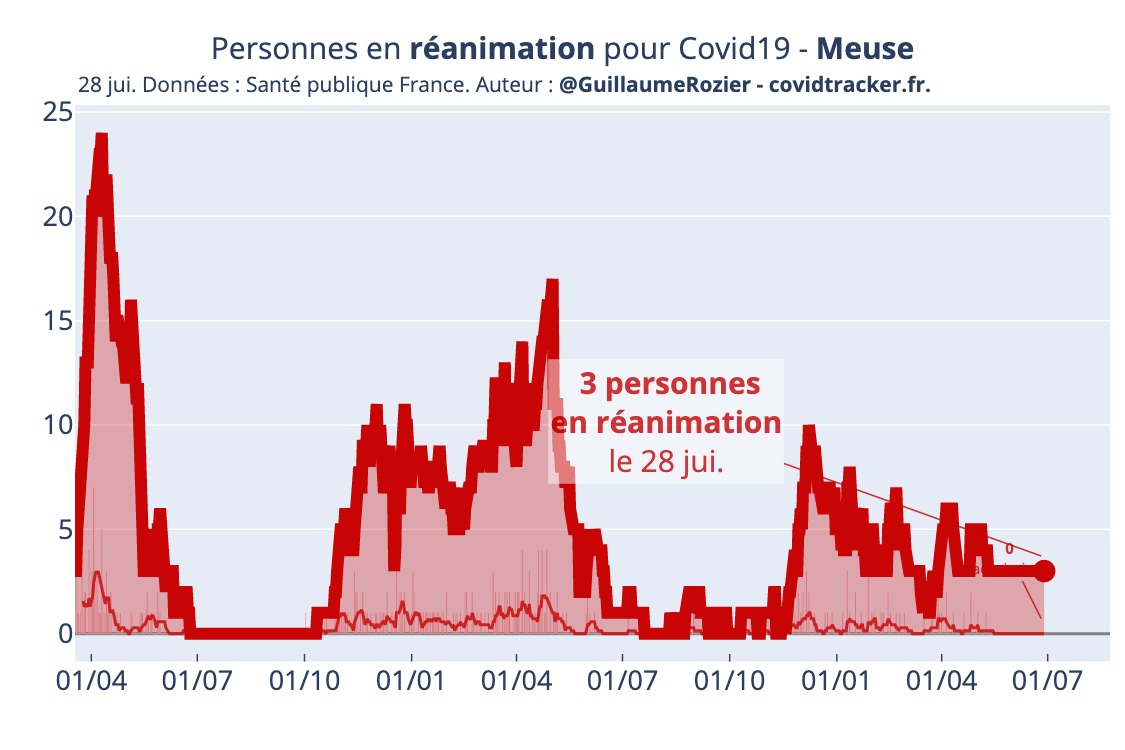 Personnes en réanimation pour Covid19 - Meuse
28 jui. Données : Santé publique France. Auteur : @GuillaumeRozier - covidtracker.fr.
25
20
15
10
5
0
3 personnes
en réanimation
le 28 jui.
0
01/04 01/07 01/10 01/01 01/04 01/07 01/10 01/01 01/04 01/07